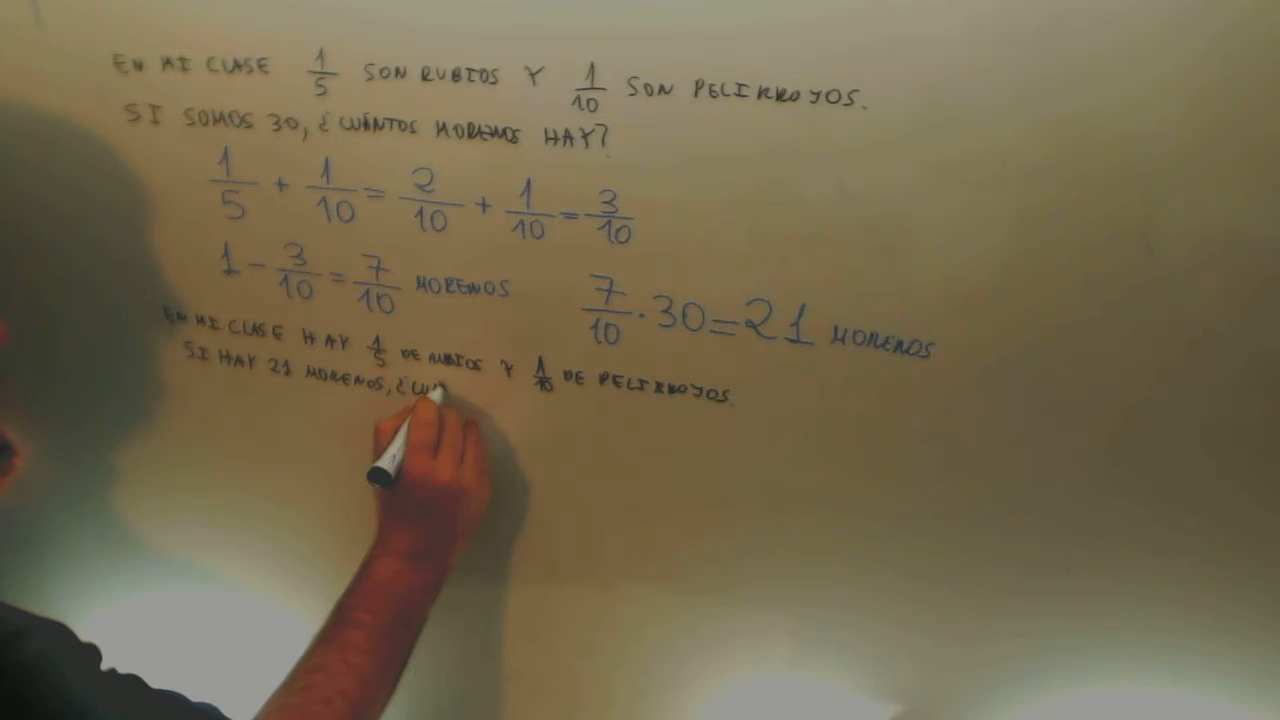 EN MI CLASE 1/5 SON RUBIOS Y 1/10 SON PELIRROJOS.
SI SOMOS 30, ¿CUÁNTOS MORENOS HAY?
1/5 + 1/10 = 2/10 + 1/10 = 3/10
1 - 3/10 = 7/10 MORENOS
7/10 · 30 = 21 MORENOS
EN MI CLASE HAY 1/5 DE RUBIOS Y 1/10 DE PELIRROJOS
SI HAY 21 MORENOS, ¿CU